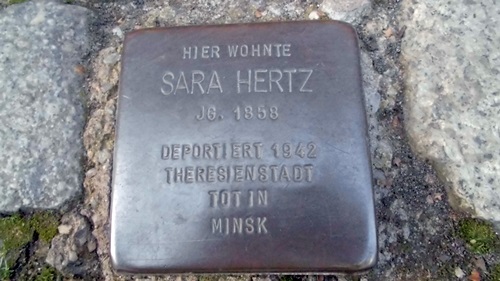 HIER WOHNTE
SARA HERTZ
JG. 1858
DEPORTIERT 1942
THERESIENSTADT
TOT IN
MINSK